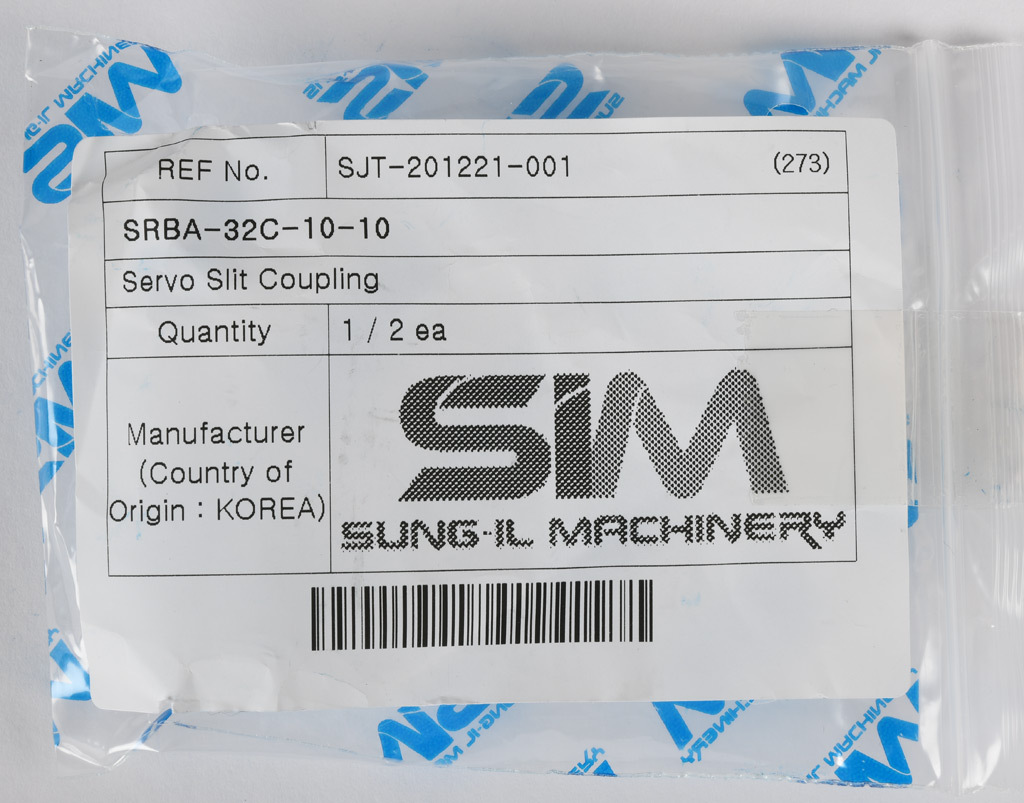 REF No.
SJT-201221-001 (273)
SRBA-32C-10-10
Servo Slit Coupling
Quantity
1 / 2 ea
Manufacturer
(Country of
Origin : KOREA)
SIM
SUNG-IL MACHINERY